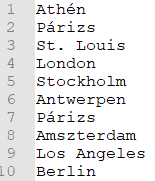 1 Athén
2 Párizs
3 St. Louis
4 London
5 Stockholm
6 Antwerpen
7 Párizs
8 Amszterdam
9 Los Angeles
10 Berlin